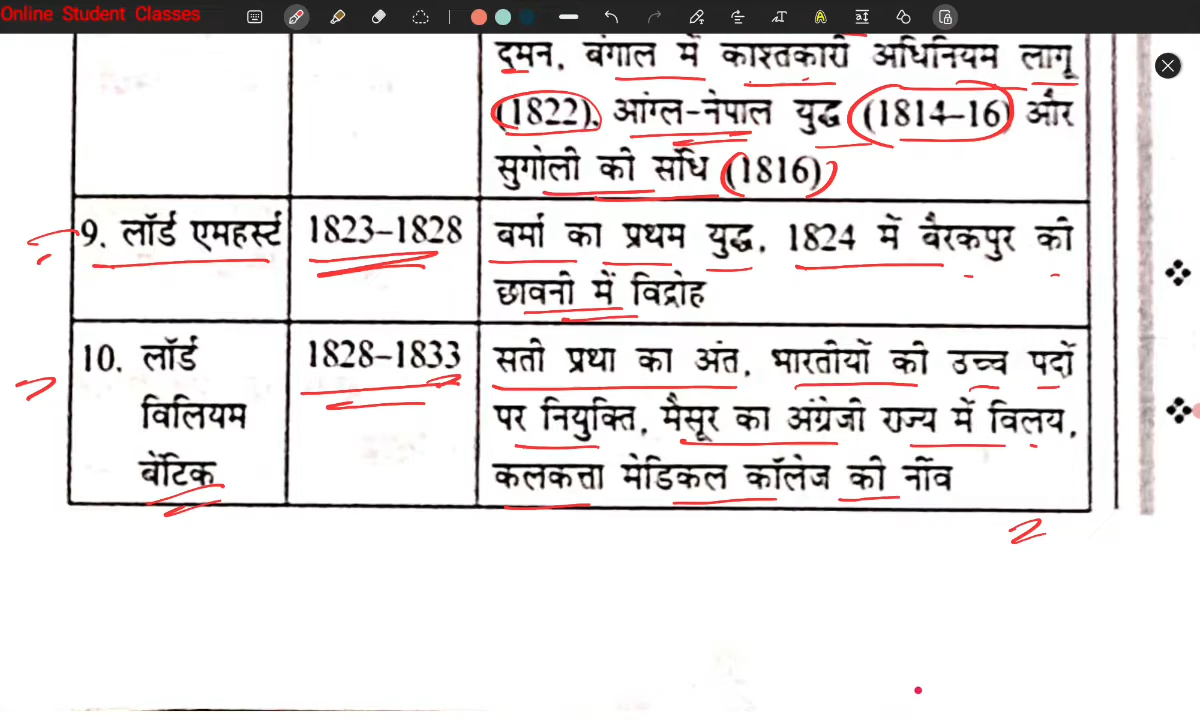 Online Student Classes
दमन, बंगाल में काश्तकारी अधिनियम लागू
(1822), आंग्ल-नेपाल युद्ध (1814–16) और
सुगोली की संधि (1816)
9. लॉर्ड एमहर्स्ट 1823–1828 बर्मा का प्रथम युद्ध, 1824 में बैरकपुर की
छावनी में विद्रोह
10. लॉर्ड 1828–1833 सती प्रथा का अंत, भारतीयों की उच्च पदों
विलियम पर नियुक्ति, मैसूर का अंग्रेजी राज्य में विलय,
बेंटिक कलकत्ता मेडिकल कॉलेज की नींव